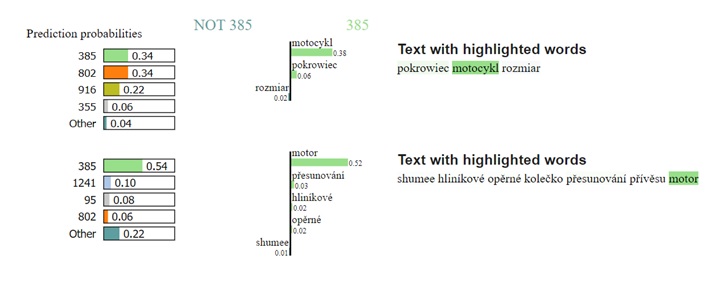 Prediction probabilities
385 0.34
802 0.34
916 0.22
355 0.06
Other 0.04
NOT 385 385
motocykl
0.38
pokrowiec
0.06
rozmiar
0.02
Text with highlighted words
pokrowiec motocykl rozmiar
385 0.54
1241 0.10
95 0.08
802 0.06
Other 0.22
motor
0.52
přesunování
0.03
hliníkové
0.02
opěrné
0.02
shumee
0.01
Text with highlighted words
shumee hliníkové opěrné kolečko přesunování přívěsu motor